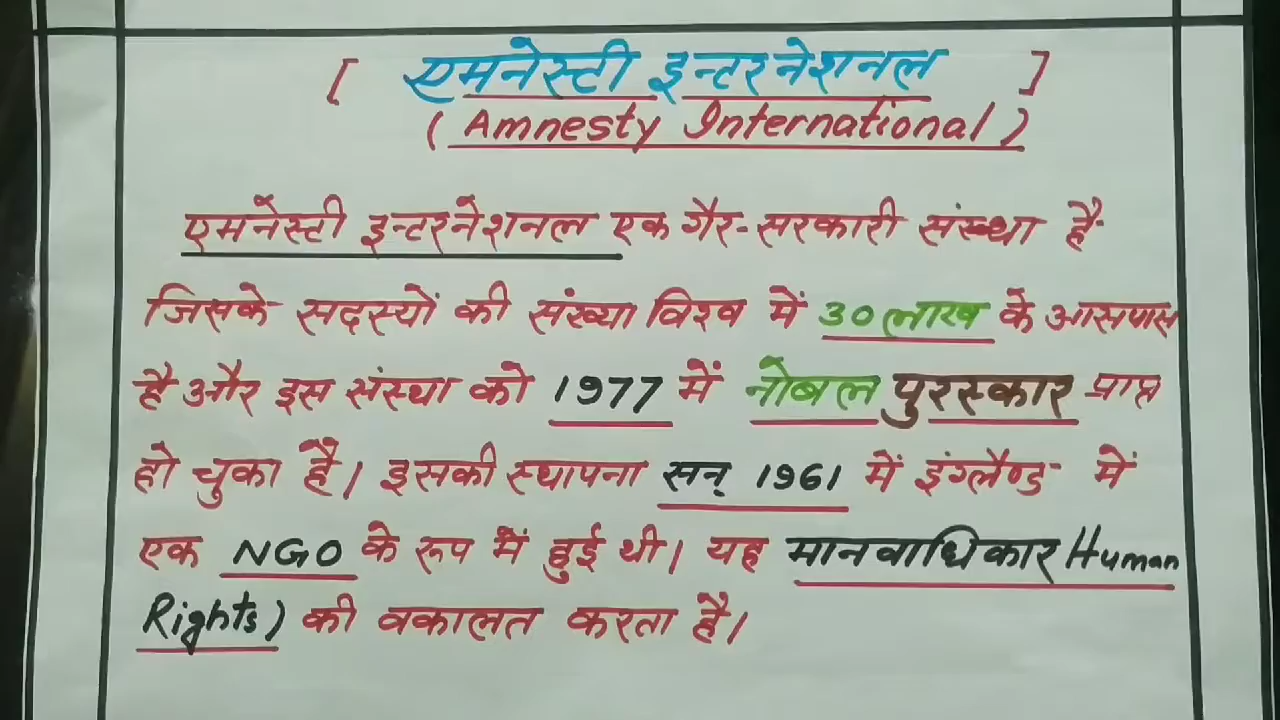 [ एमनेस्टी इन्टरनेशनल ]
( Amnesty International )
एमनेस्टी इन्टरनेशनल एक गैर-सरकारी संस्था है
जिसके सदस्यों की संख्या विश्व में 30 लाख के आसपास
है और इस संस्था को 1977 में नोबल पुरस्कार प्राप्त
हो चुका है। इसकी स्थापना सन् 1961 में इंग्लैण्ड में
एक NGO के रूप में हुई थी। यह मानवाधिकार Human
Rights) की वकालत करता है।